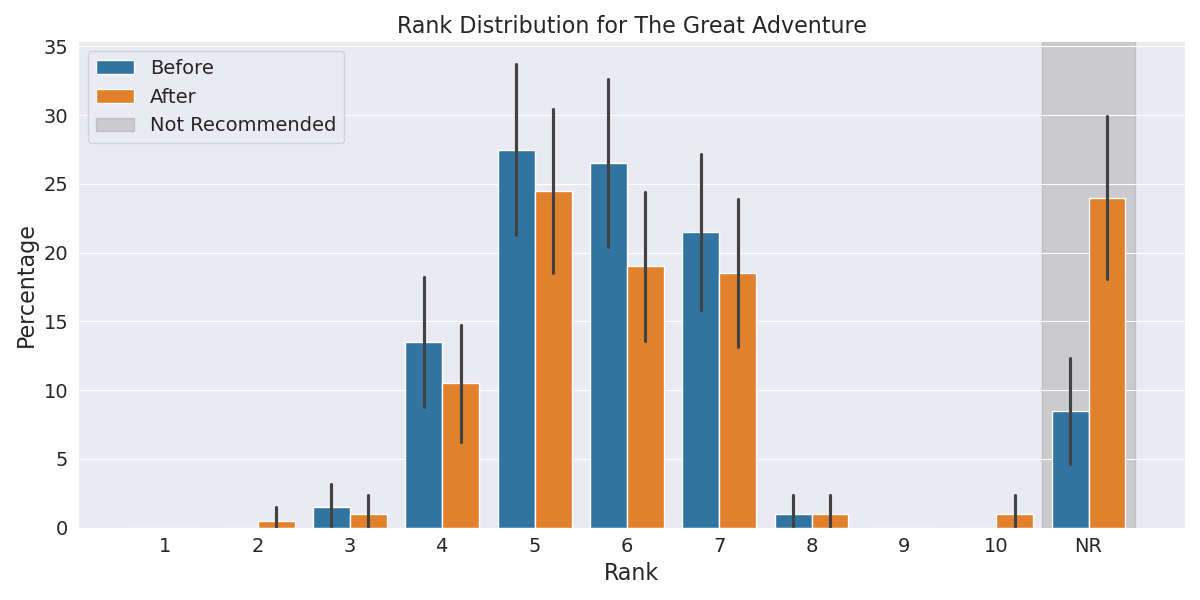 Rank Distribution for The Great Adventure
Before
After
Not Recommended
Percentage
35
30
25
20
15
10
5
0
1 2 3 4 5 6 7 8 9 10 NR
Rank